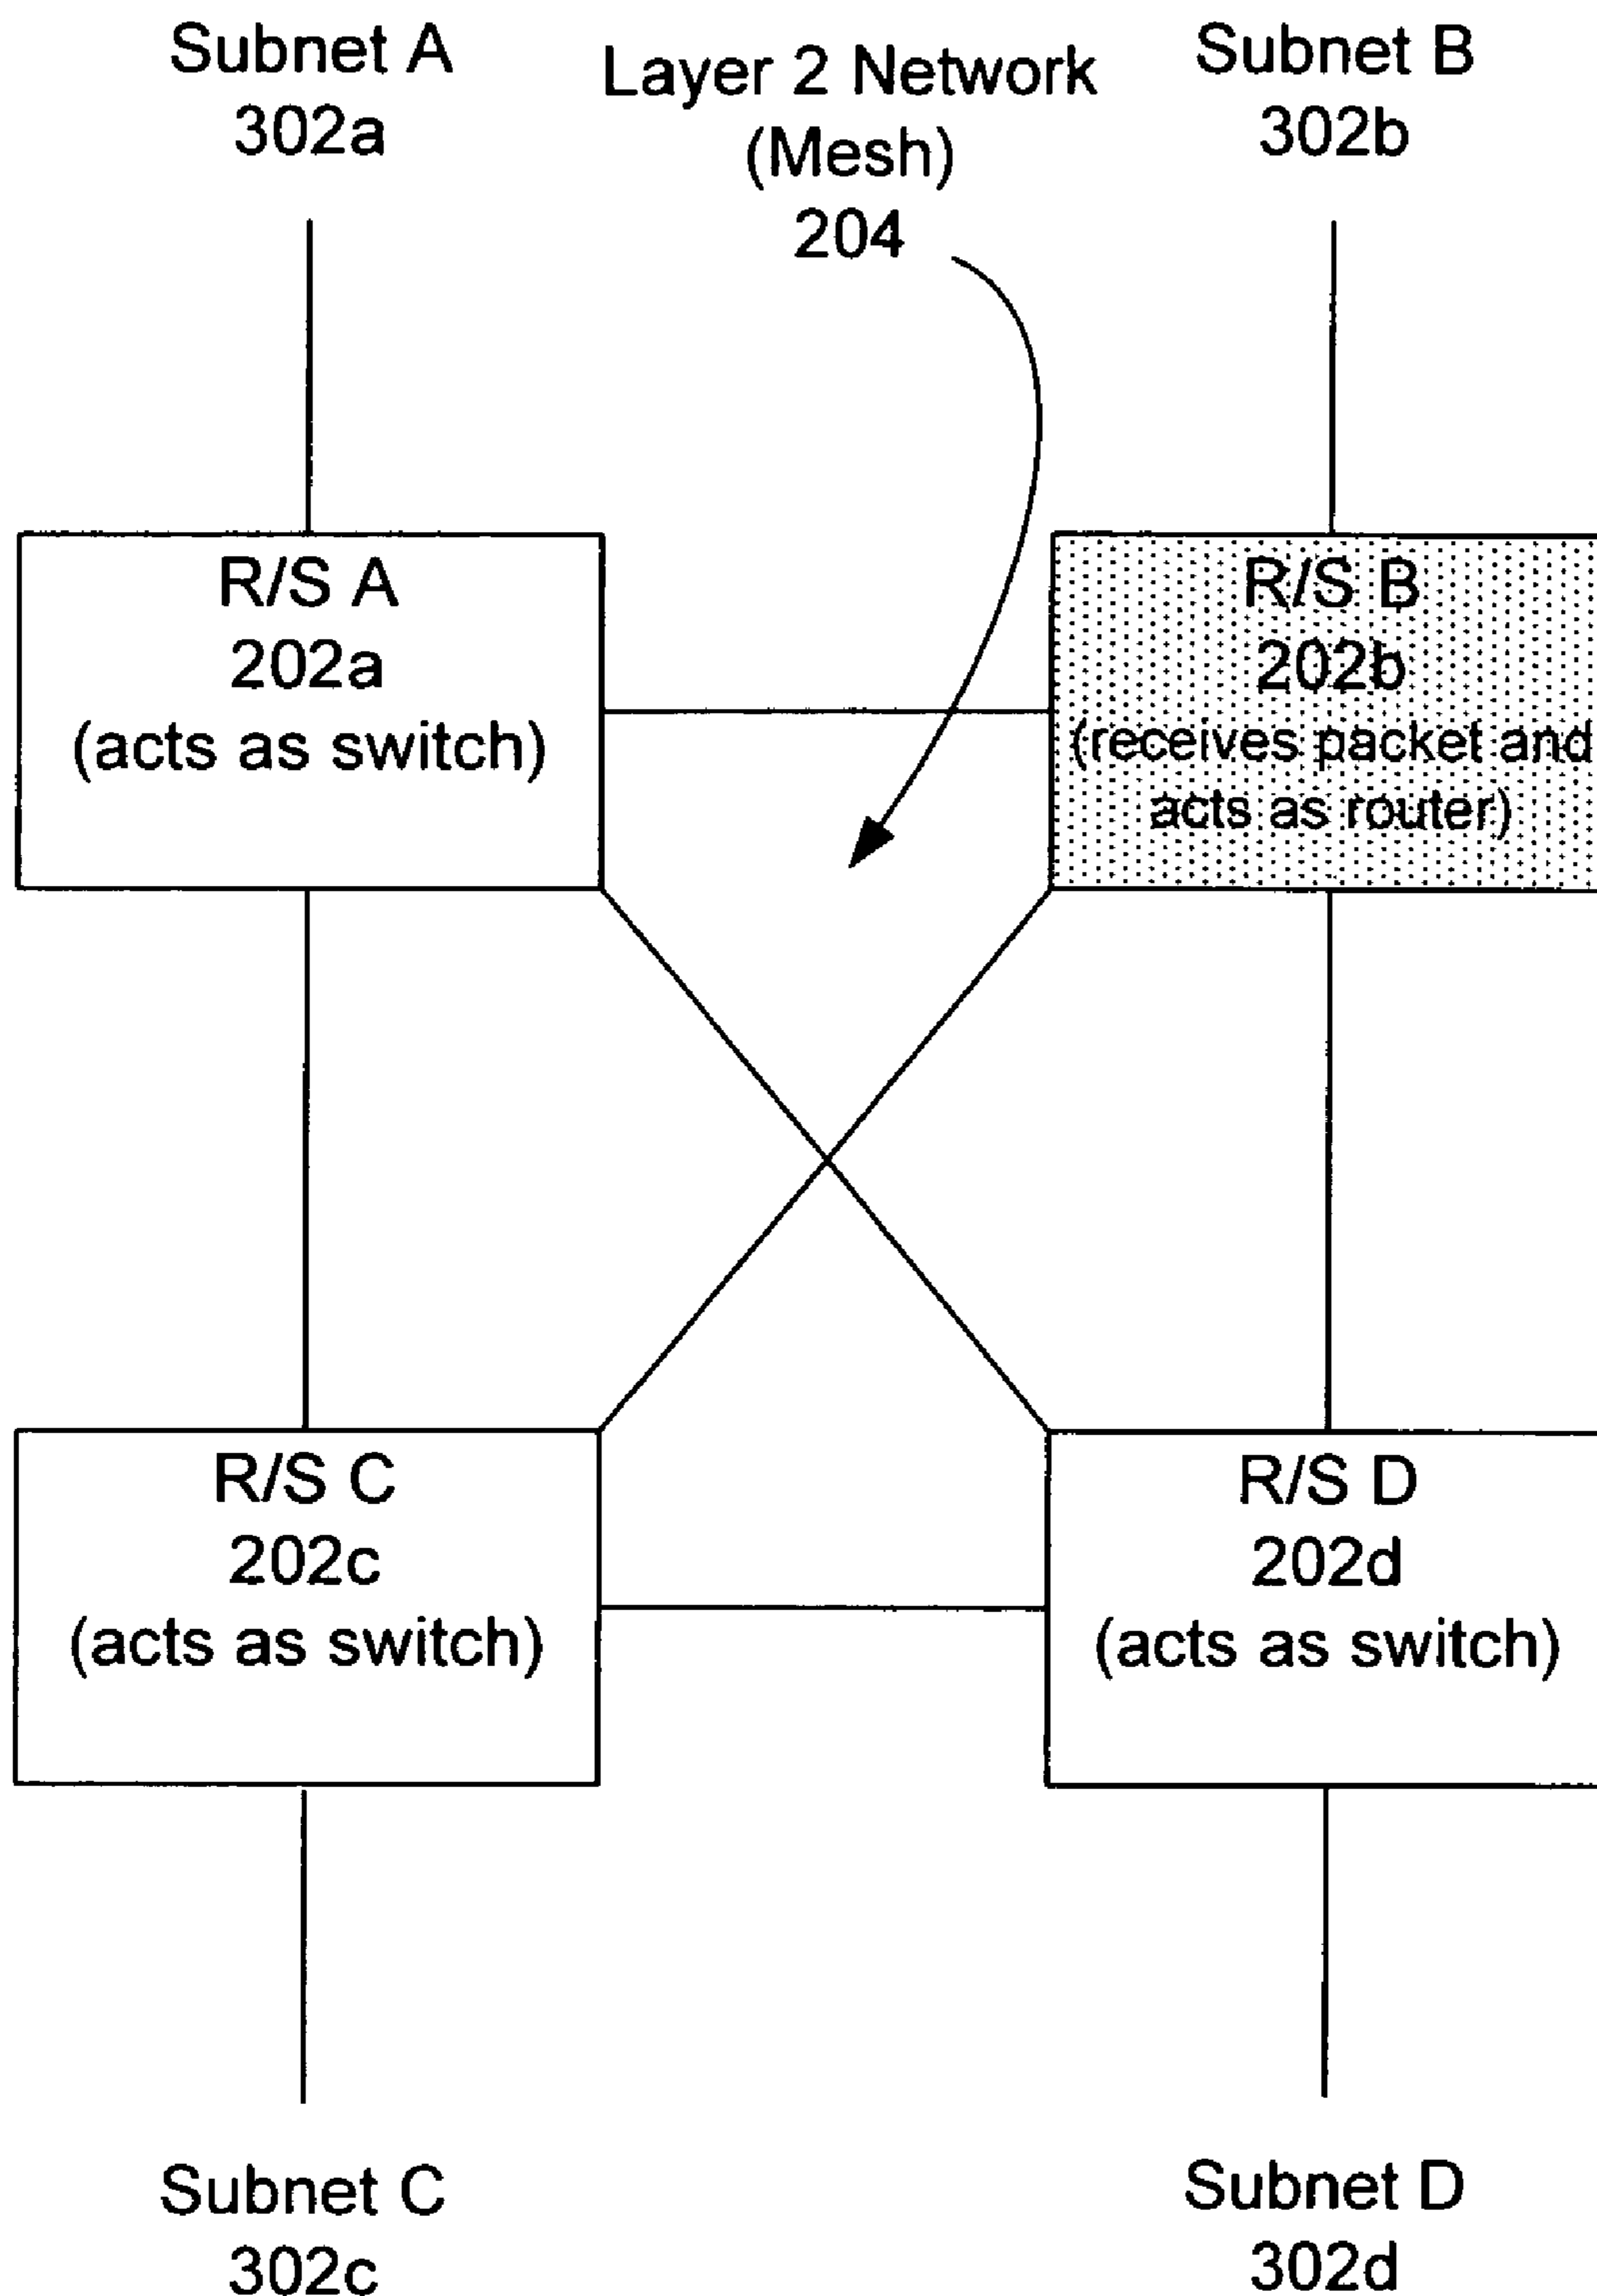 Subnet A
302a
Layer 2 Network
(Mesh)
204
Subnet B
302b
R/S A
202a
(acts as switch)
R/S B
202b
(receives packet and
acts as router)
R/S C
202c
(acts as switch)
R/S D
202d
(acts as switch)
Subnet C
302c
Subnet D
302d